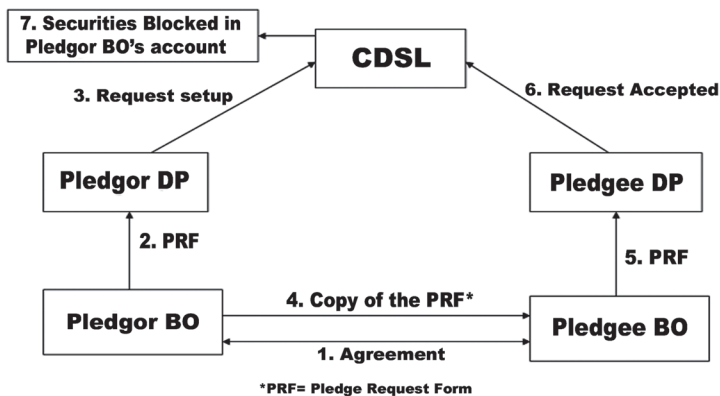 7. Securities Blocked in
Pledgor BO's account
CDSL
3. Request setup
6. Request Accepted
Pledgor DP
Pledgee DP
2. PRF
5. PRF
4. Copy of the PRF*
Pledgor BO
Pledgee BO
1. Agreement
*PRF= Pledge Request Form